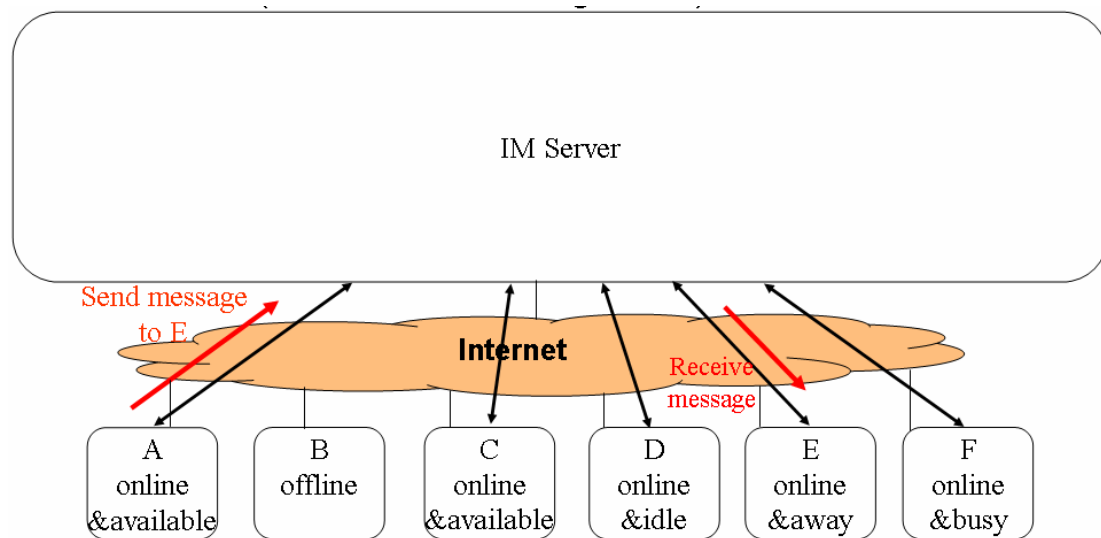 IM Server
Send message
to E
Internet
Receive
message
A
online
&available
B
offline
C
online
&available
D
online
&idle
E
online
&away
F
online
&busy